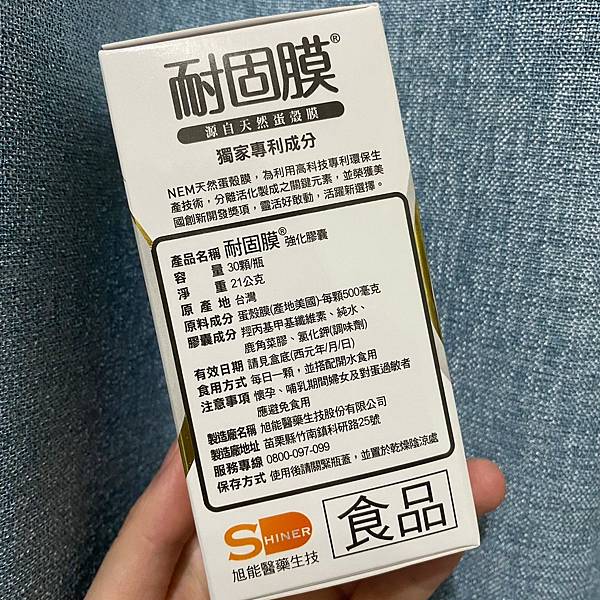 耐固膜®
源自天然蛋殼膜
獨家專利成分
NEM天然蛋殼膜，為利用高科技專利環保生
產技術，分離活化製成之關鍵元素，並榮獲美
國創新開發獎項，靈活好敢動，活躍新選擇。
產品名稱 耐固膜® 強化膠囊
容量 30顆/瓶
淨重 21公克
原產地 台灣
原料成分 蛋殼膜(產地美國)-每顆500毫克
膠囊成分 羥丙基甲基纖維素、純水、
鹿角菜膠、氯化鉀(調味劑)
有效日期 請見盒底(西元年/月/日)
食用方式 每日一顆，並搭配開水食用
注意事項 懷孕、哺乳期間婦女及對蛋過敏者
應避免食用
製造廠名稱 旭能醫藥生技股份有限公司
製造廠地址 苗栗縣竹南鎮科研路25號
服務專線 0800-097-099
保存方式 使用後請關緊瓶蓋，並置於乾燥陰涼處
SHINER
旭能醫藥生技
食品